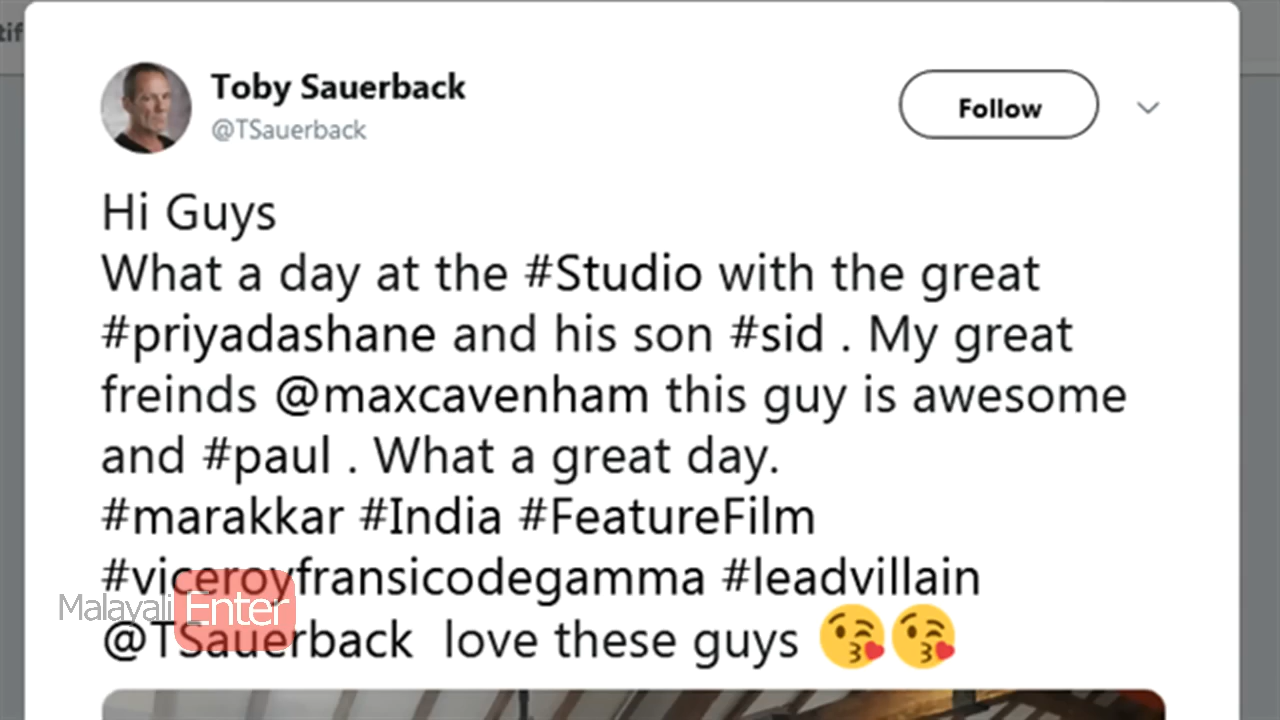 tif
Toby Sauerback
@TSauerback
Follow
Hi Guys
What a day at the #Studio with the great
#priyadashane and his son #sid . My great
freinds @maxcavenham this guy is awesome
and #paul . What a great day.
#marakkar #India #FeatureFilm
#viceroyfransicodegamma #leadvillain
Malayali Enter
@TSauerback love these guys 😘😘